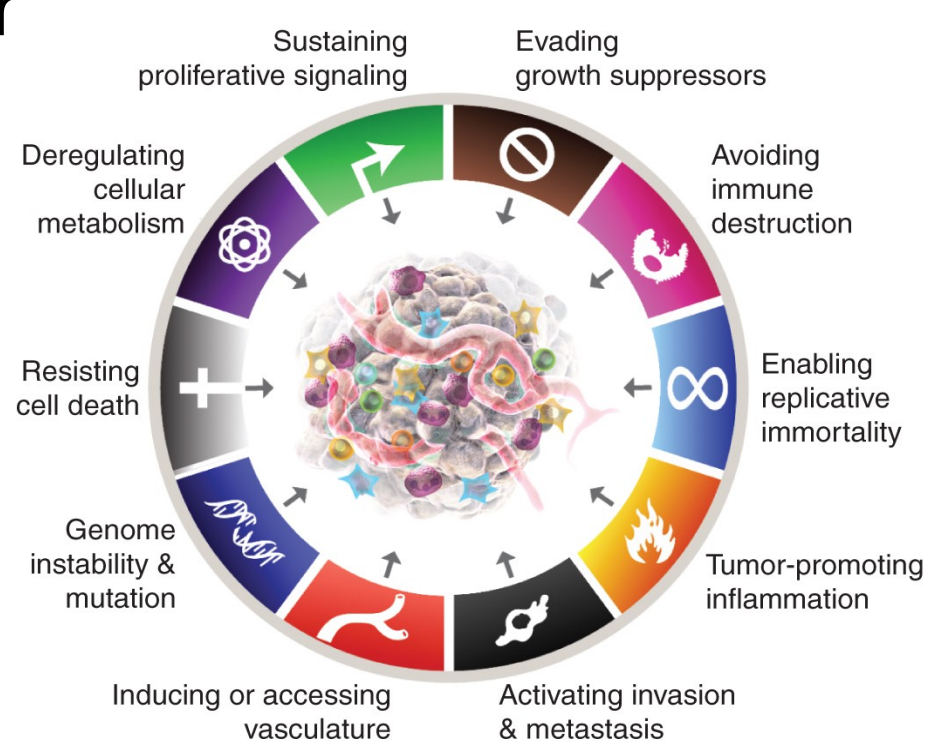 Sustaining
proliferative signaling
Evading
growth suppressors
Avoiding
immune
destruction
Enabling
replicative
immortality
Tumor-promoting
inflammation
Activating invasion
& metastasis
Inducing or accessing
vasculature
Genome
instability &
mutation
Resisting
cell death
Deregulating
cellular
metabolism